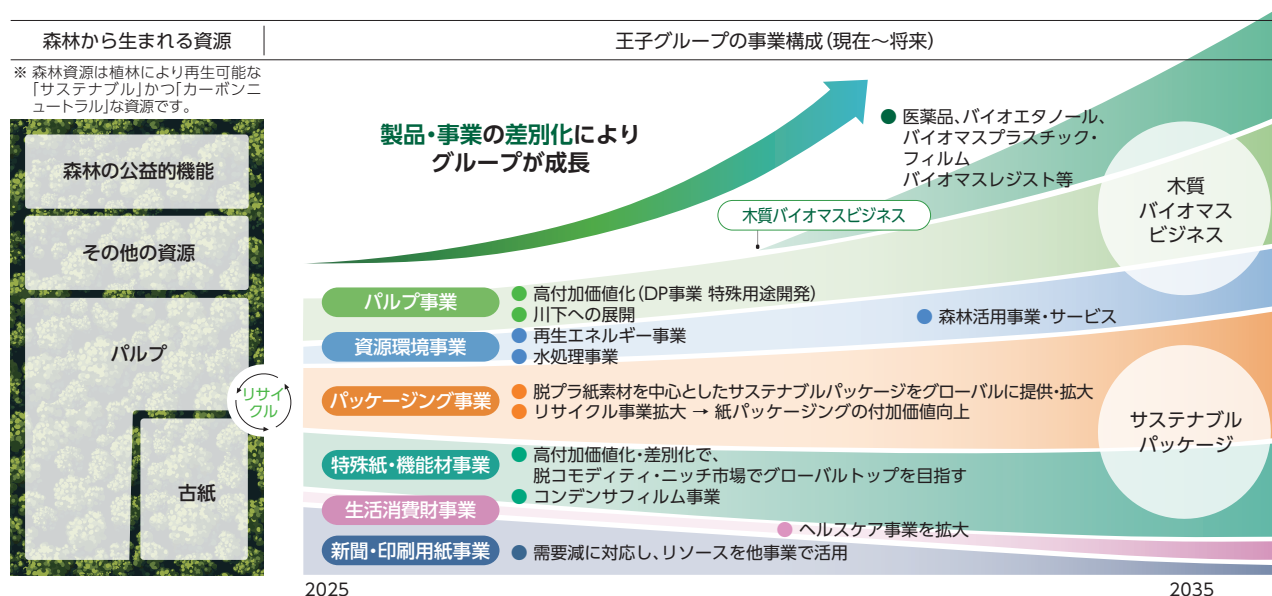 森林から生まれる資源
王子グループの事業構成(現在～将来)
※ 森林資源は植林により再生可能な
「サステナブル」かつ「カーボンニ
ュートラル」な資源です。
森林の公益的機能
その他の資源
パルプ
古紙
リサイ
クル
製品・事業の差別化により
グループが成長
木質バイオマスビジネス
● 医薬品、バイオエタノール、
バイオマスプラスチック・
フィルム
バイオマスレジスト等
木質
バイオマス
ビジネス
パルプ事業
● 高付加価値化(DP事業 特殊用途開発)
● 川下への展開
資源環境事業
● 再生エネルギー事業
● 水処理事業
● 森林活用事業・サービス
パッケージング事業
● 脱プラ紙素材を中心としたサステナブルパッケージをグローバルに提供・拡大
● リサイクル事業拡大 → 紙パッケージングの付加価値向上
サステナブル
パッケージ
特殊紙・機能材事業
● 高付加価値化・差別化で、
脱コモディティ・ニッチ市場でグローバルトップを目指す
● コンデンサフィルム事業
生活消費財事業
● ヘルスケア事業を拡大
新聞・印刷用紙事業
● 需要減に対応し、リソースを他事業で活用
2025
2035